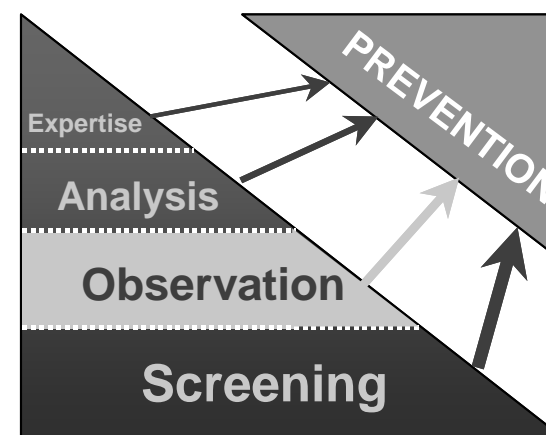 PREVENTION
Expertise
Analysis
Observation
Screening